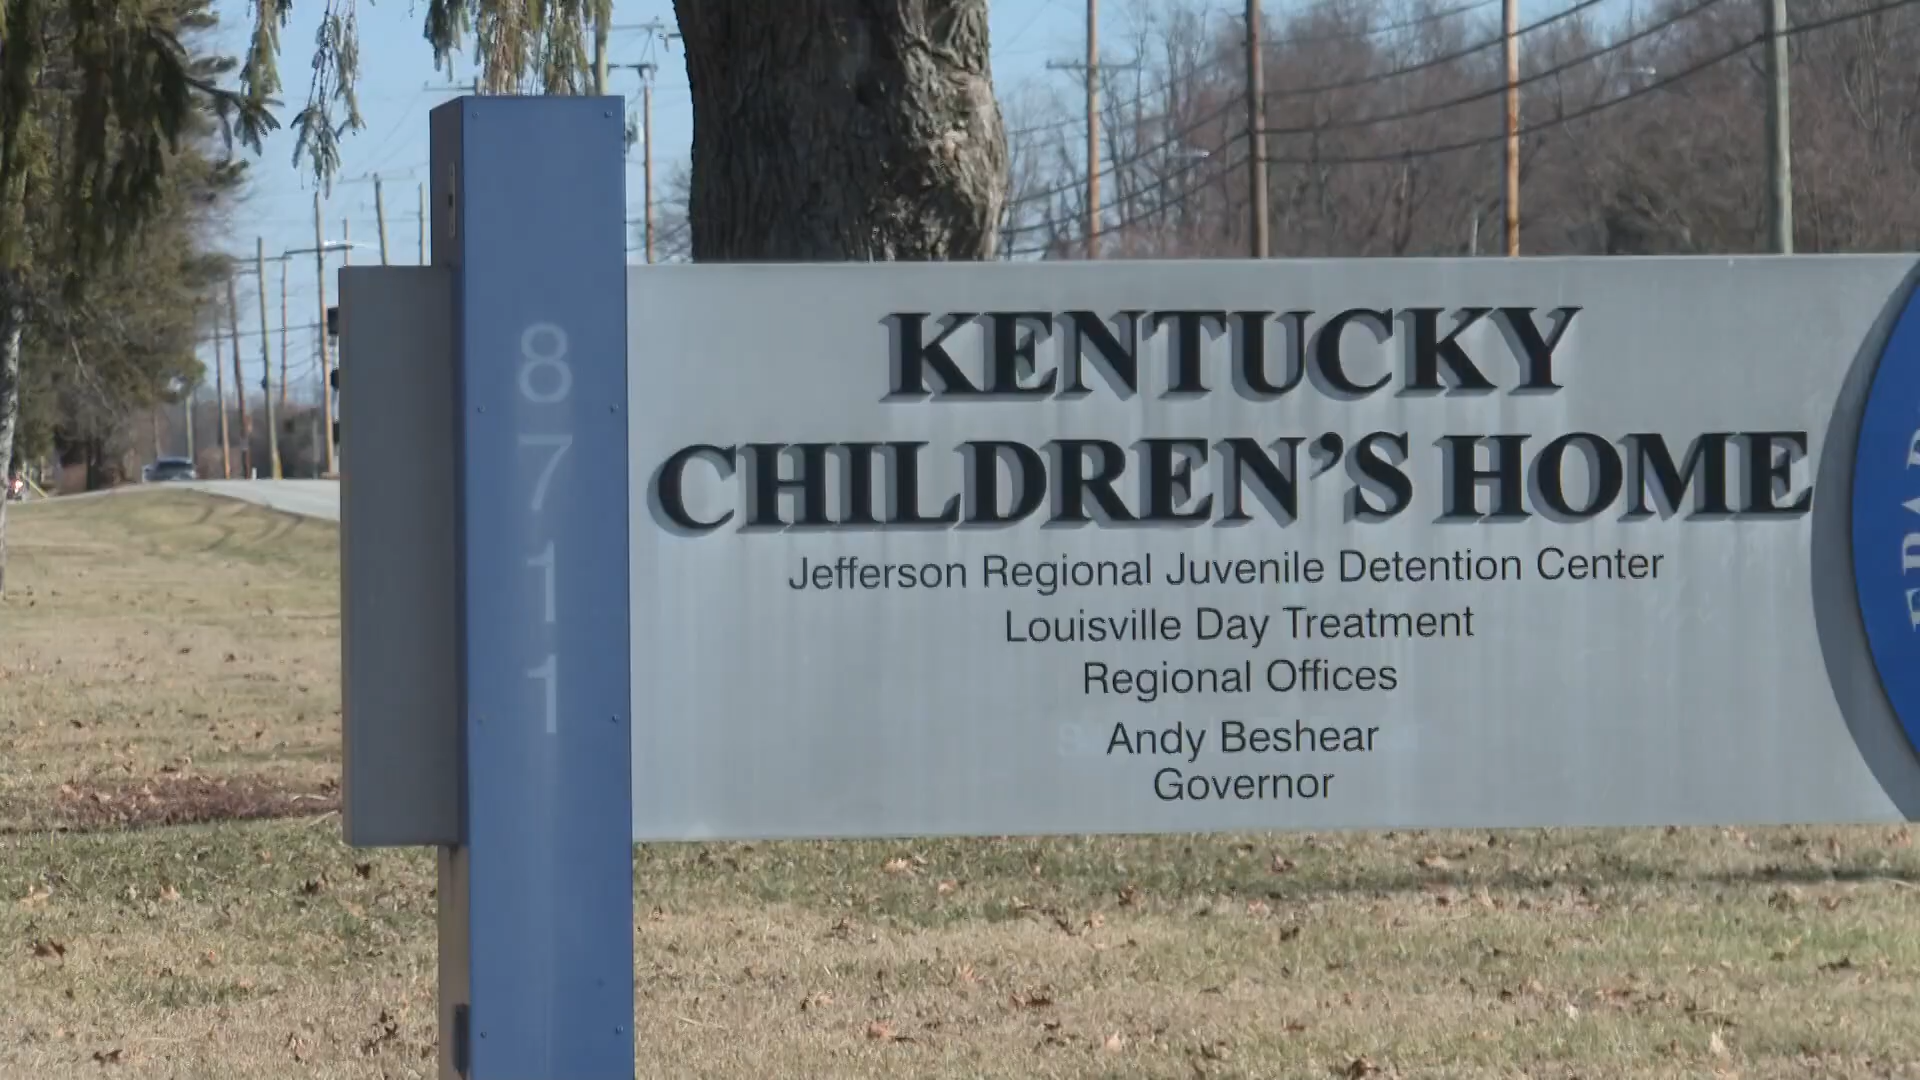 8711
KENTUCKY
CHILDREN'S HOME
Jefferson Regional Juvenile Detention Center
Louisville Day Treatment
Regional Offices
Andy Beshear
Governor